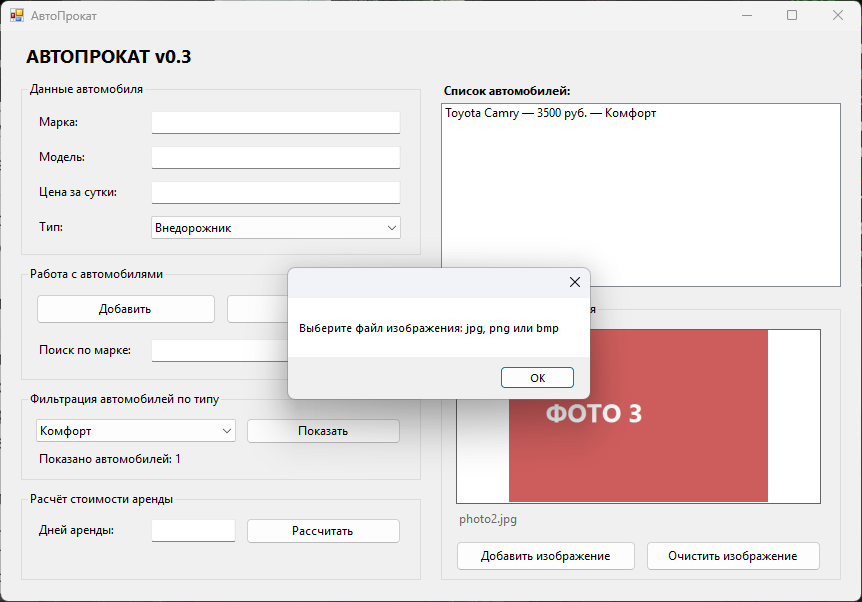 АвтоПрокат
АВТОПРОКАТ v0.3
Данные автомобиля
Марка:
Модель:
Цена за сутки:
Тип:
Внедорожник
Работа с автомобилями
Добавить
Поиск по марке:
Фильтрация автомобилей по типу
Комфорт
Показать
Показано автомобилей: 1
Расчёт стоимости аренды
Дней аренды:
Рассчитать
Список автомобилей:
Toyota Camry — 3500 руб. — Комфорт
Выберите файл изображения: jpg, png или bmp
OK
ФОТО 3
photo2.jpg
Добавить изображение
Очистить изображение